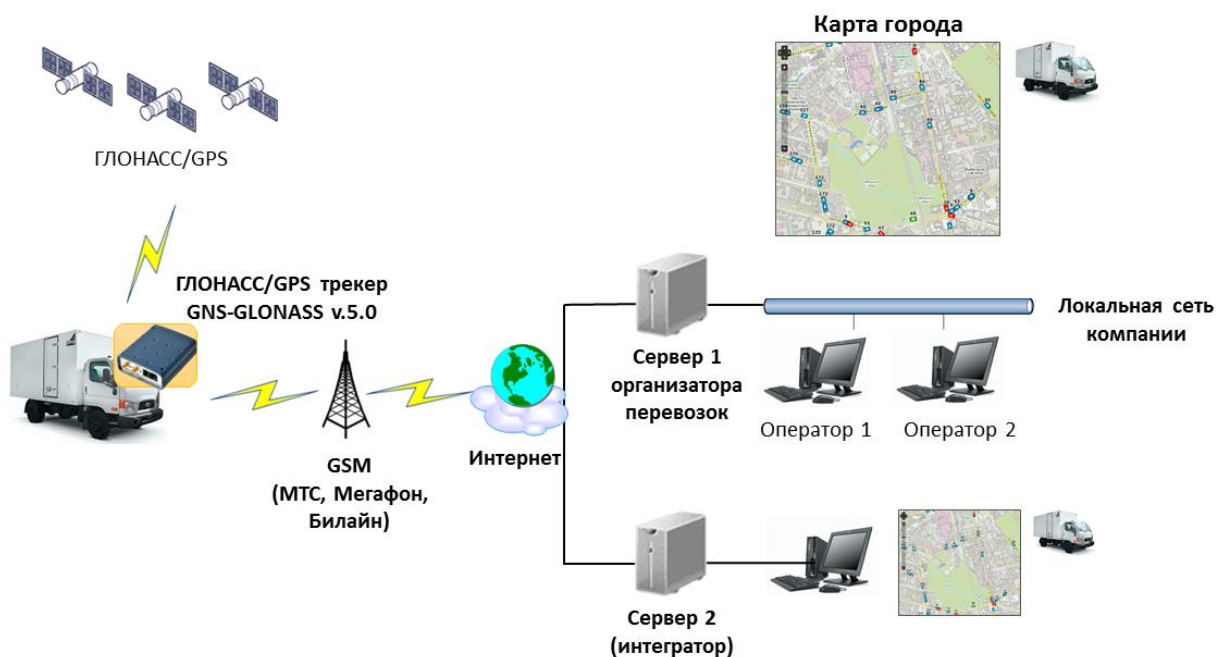 Карта города
ГЛОНАСС/GPS
ГЛОНАСС/GPS трекер
GNS-GLONASS v.5.0
Локальная сеть
компании
Сервер 1
организатора
перевозок
Оператор 1
Оператор 2
Интернет
GSM
(МТС, Мегафон,
Билайн)
Сервер 2
(интегратор)